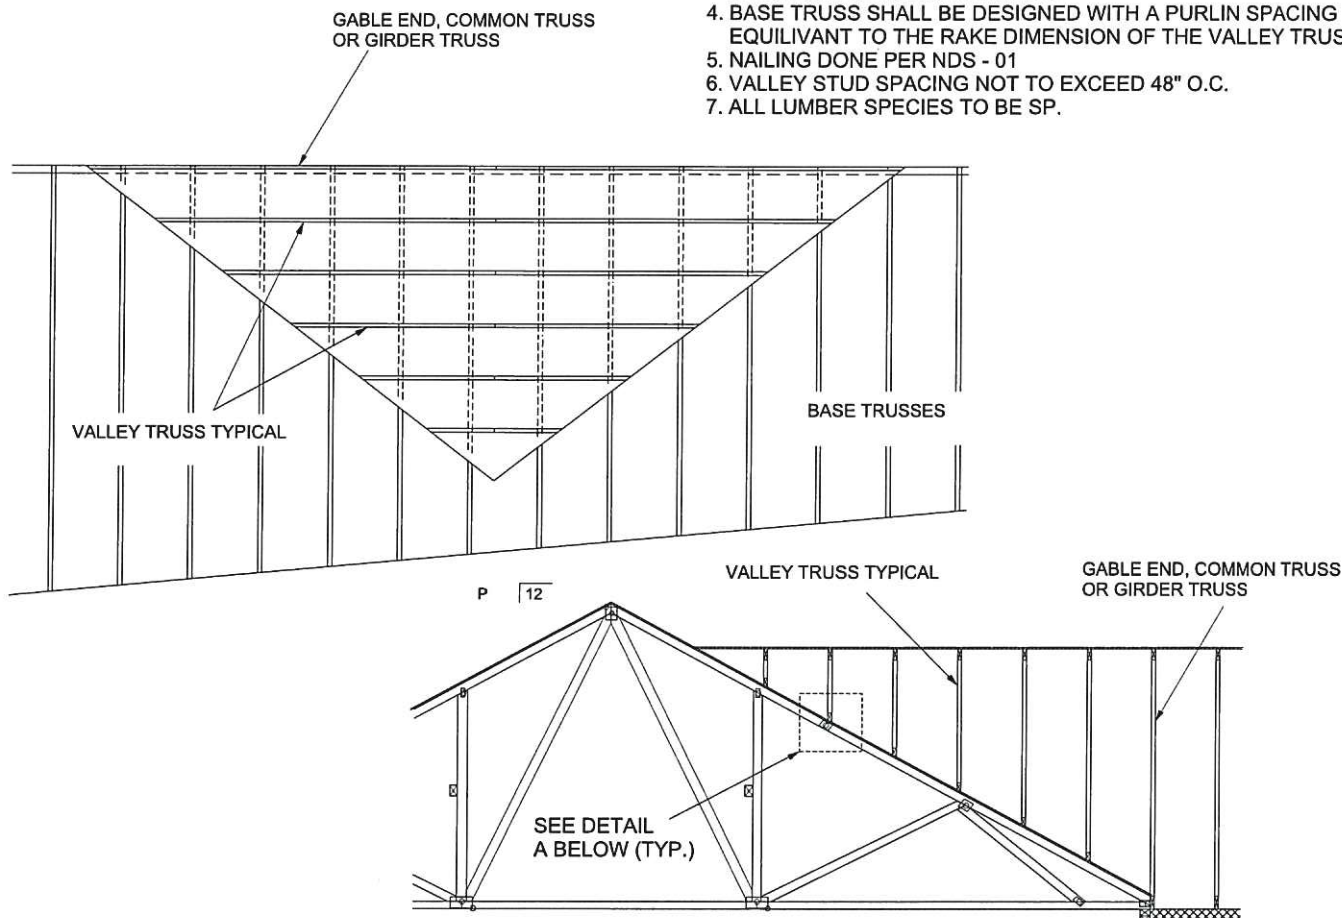 GABLE END, COMMON TRUSS
OR GIRDER TRUSS
4. BASE TRUSS SHALL BE DESIGNED WITH A PURLIN SPACING
EQUILIVANT TO THE RAKE DIMENSION OF THE VALLEY TRUS
5. NAILING DONE PER NDS - 01
6. VALLEY STUD SPACING NOT TO EXCEED 48" O.C.
7. ALL LUMBER SPECIES TO BE SP.
VALLEY TRUSS TYPICAL
BASE TRUSSES
P 12
VALLEY TRUSS TYPICAL
GABLE END, COMMON TRUSS
OR GIRDER TRUSS
SEE DETAIL
A BELOW (TYP.)